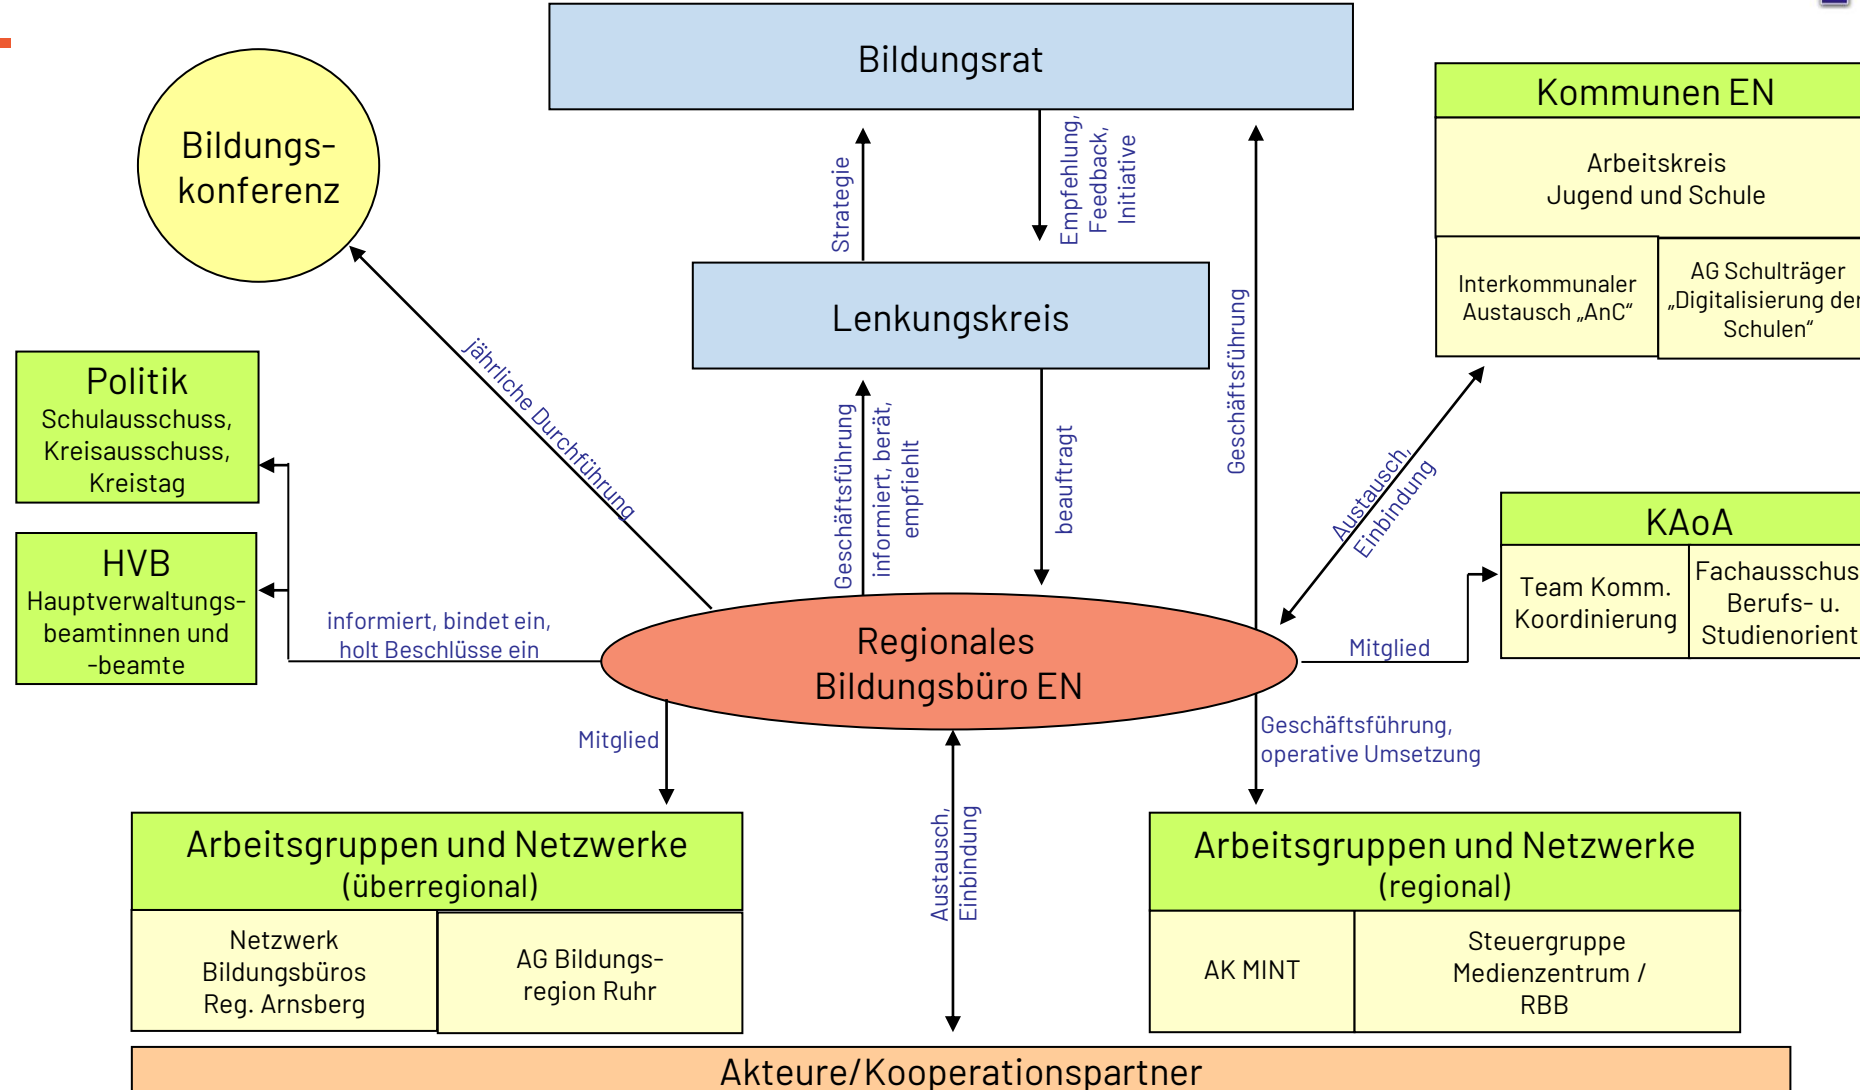 Bildungsrat
Bildungs-
konferenz
Kommunen EN
Arbeitskreis
Jugend und Schule
Interkommunaler
Austausch „AnC“
AG Schulträger
„Digitalisierung der
Schulen“
Strategie
Empfehlung,
Feedback,
Initiative
Lenkungskreis
Geschäftsführung
jährliche Durchführung
Politik
Schulausschuss,
Kreisausschuss,
Kreistag
Geschäftsführung
informiert, berät,
empfiehlt
beauftragt
Austausch,
Einbindung
HVB
Hauptverwaltungs-
beamtinnen und
-beamte
KAoA
Team Komm.
Koordinierung
Fachausschus
Berufs- u.
Studienorient
informiert, bindet ein,
holt Beschlüsse ein
Regionales
Bildungsbüro EN
Mitglied
Mitglied
Geschäftsführung,
operative Umsetzung
Austausch,
Einbindung
Arbeitsgruppen und Netzwerke
(überregional)
Netzwerk
Bildungsbüros
Reg. Arnsberg
AG Bildungs-
region Ruhr
Arbeitsgruppen und Netzwerke
(regional)
AK MINT
Steuergruppe
Medienzentrum /
RBB
Akteure/Kooperationspartner